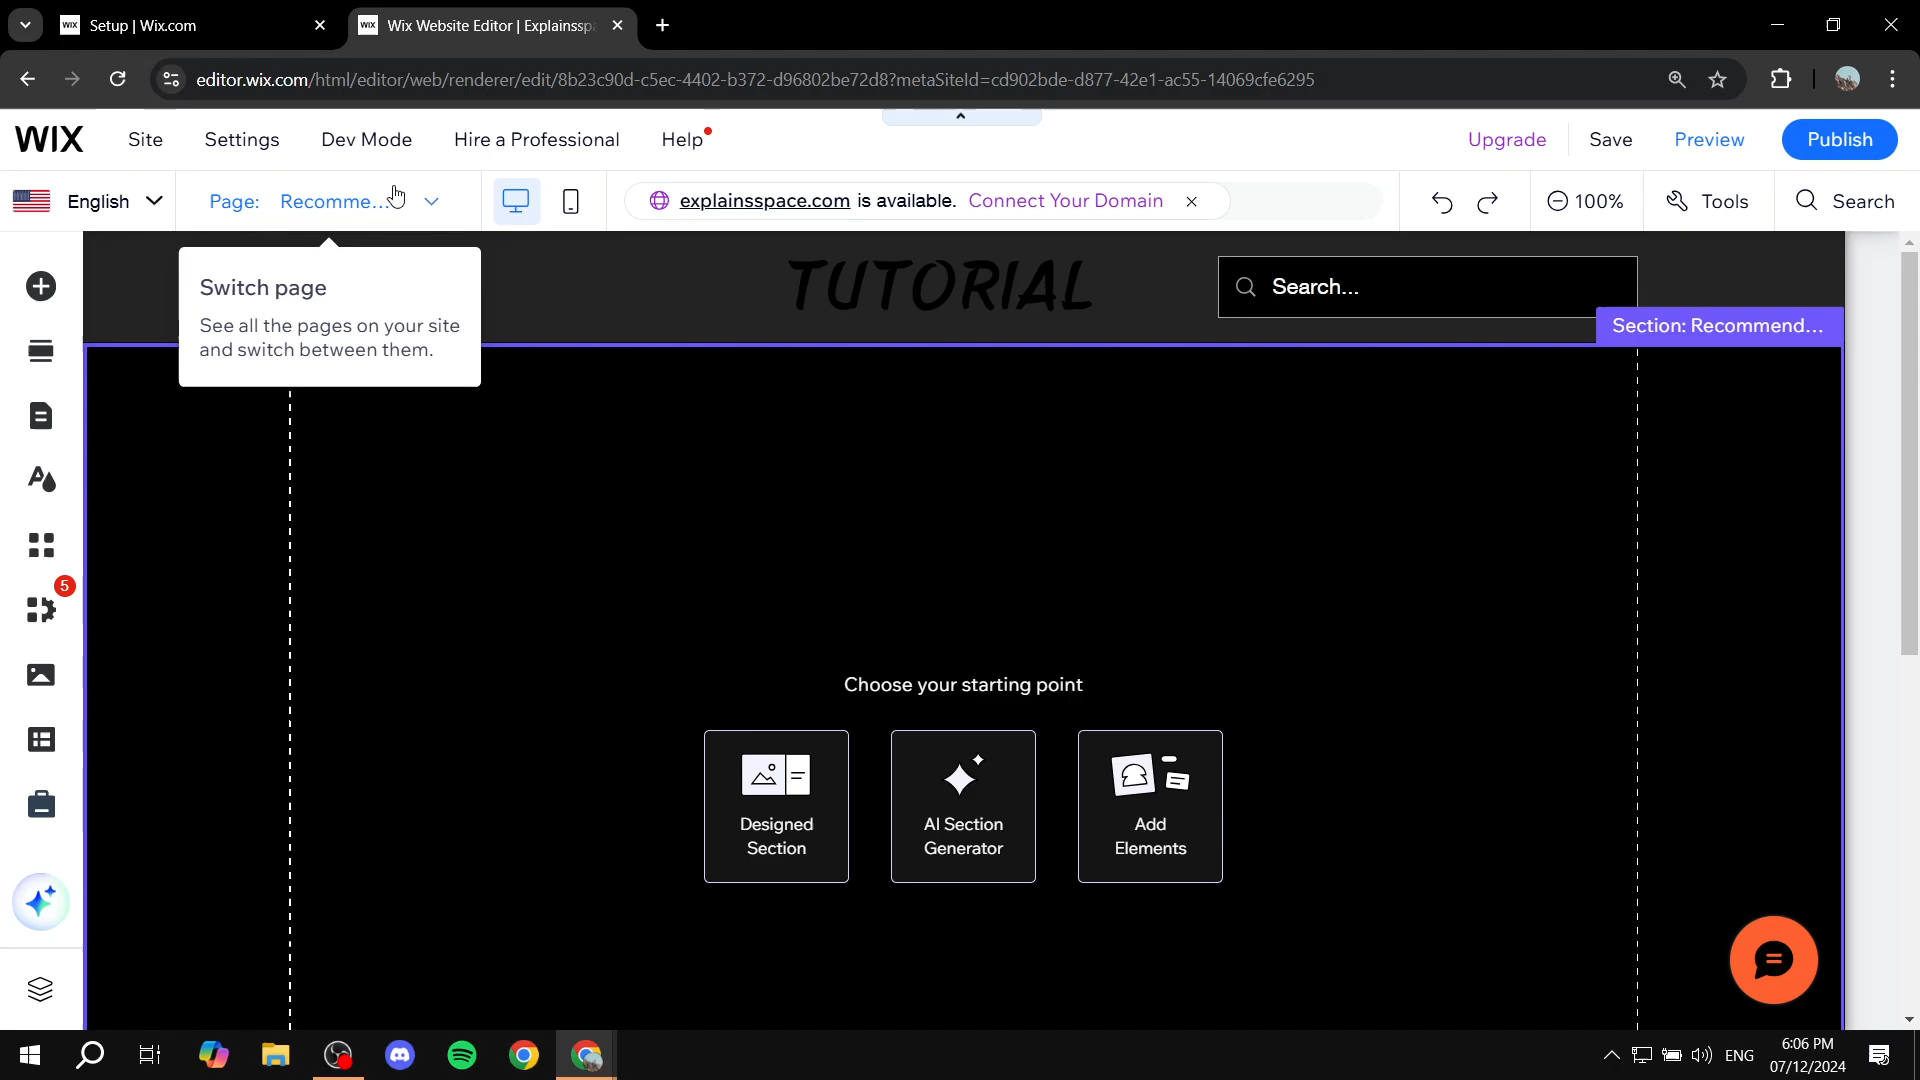 Setup | Wix.com
Wix Website Editor | Explainssp
editor.wix.com/html/editor/web/renderer/edit/8b23c90d-c5ec-4402-b372-d96802be72d8?metaSiteId=cd902bde-d877-42e1-ac55-14069cfe6295
WIX Site Settings Dev Mode Hire a Professional Help Upgrade Save Preview Publish
English Page: Recomme... explainsspace.com is available. Connect Your Domain 100% Tools Search
Switch page
See all the pages on your site
and switch between them.
TUTORIAL
Search...
Section: Recommend...
5
Choose your starting point
Designed
Section
AI Section
Generator
Add
Elements
ENG
6:06 PM
07/12/2024